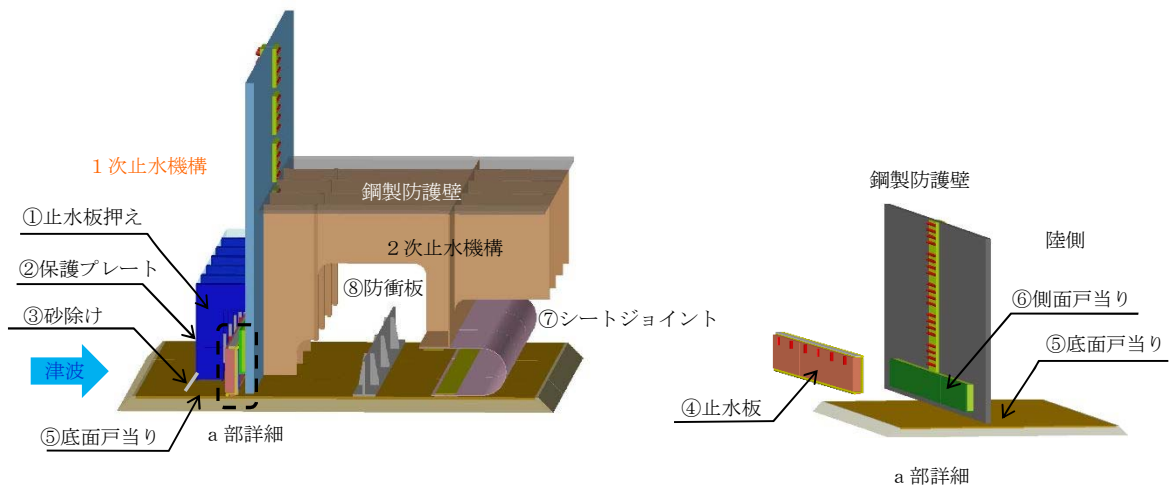 1次止水機構
鋼製防護壁
①止水板押え
2次止水機構
②保護プレート
⑧防衝板
③砂除け
⑦シートジョイント
津波
⑤底面戸当り
a部詳細
鋼製防護壁
陸側
⑥側面戸当り
⑤底面戸当り
④止水板
a部詳細